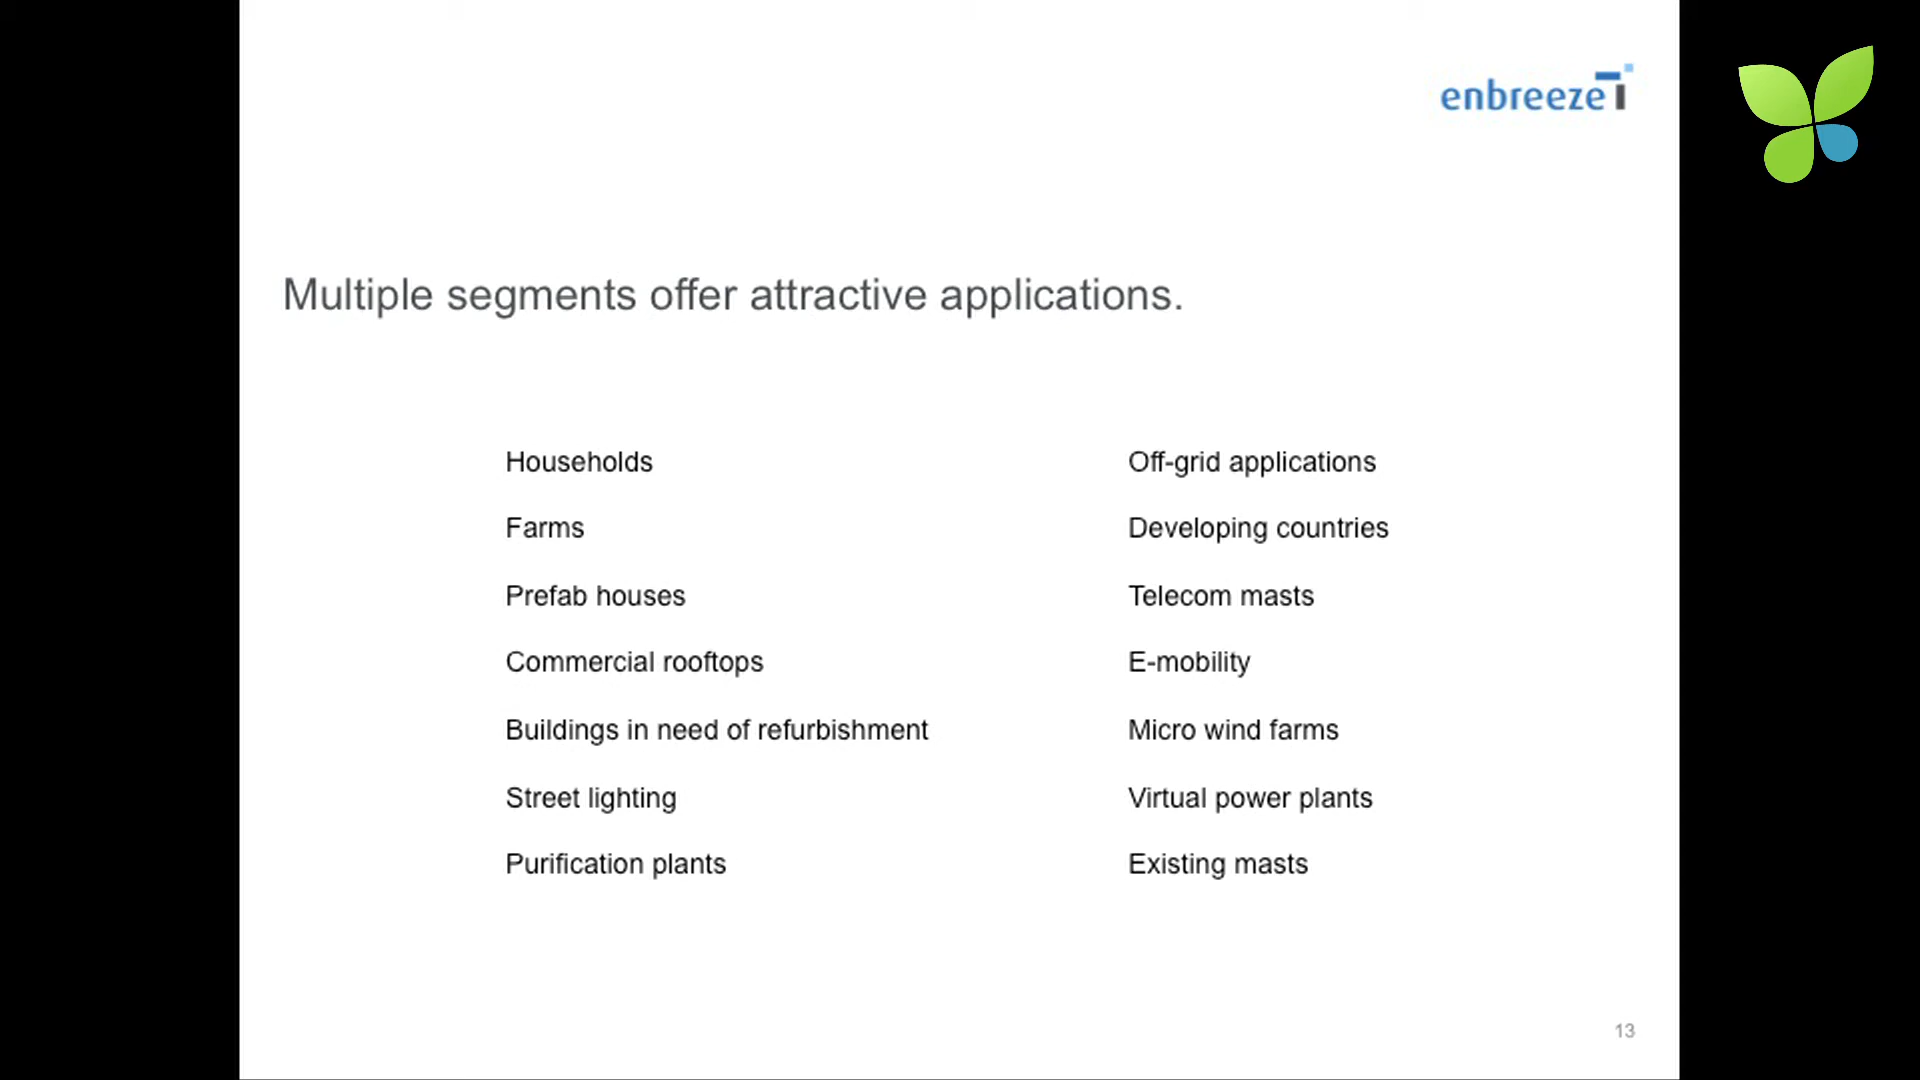 enbreeze
Multiple segments offer attractive applications.
Households
Farms
Prefab houses
Commercial rooftops
Buildings in need of refurbishment
Street lighting
Purification plants
Off-grid applications
Developing countries
Telecom masts
E-mobility
Micro wind farms
Virtual power plants
Existing masts
13